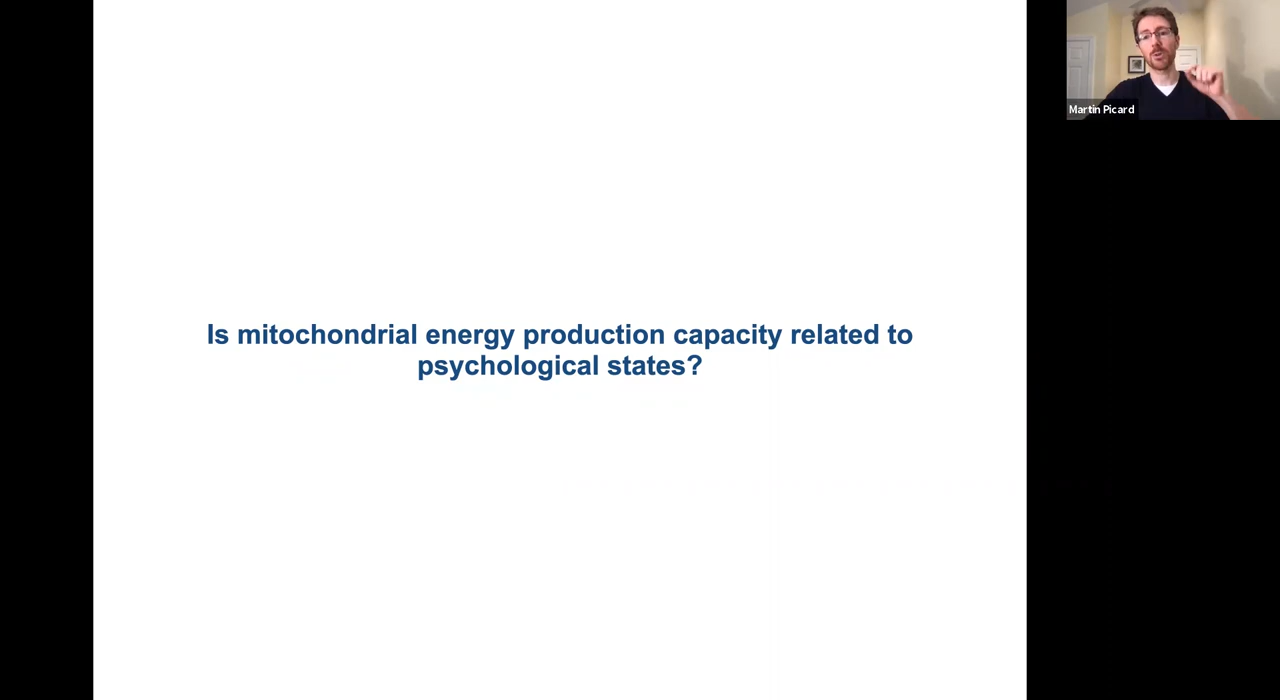 Is mitochondrial energy production capacity related to
psychological states?
Martin Picard